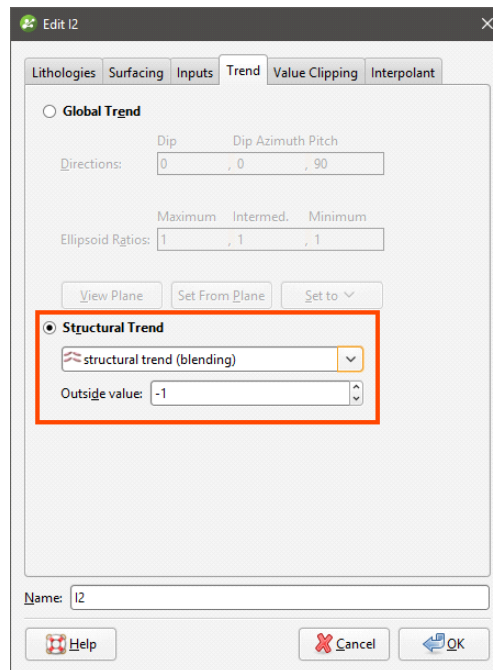 Edit I2
Lithologies Surfacing Inputs Trend Value Clipping Interpolant
Global Trend
Dip Dip Azimuth Pitch
Directions: 0 , 0 , 90
Maximum Intermed. Minimum
Ellipsoid Ratios: 1 , 1 , 1
View Plane Set From Plane Set to
Structural Trend
structural trend (blending)
Outside value: -1
Name: I2
Help Cancel OK